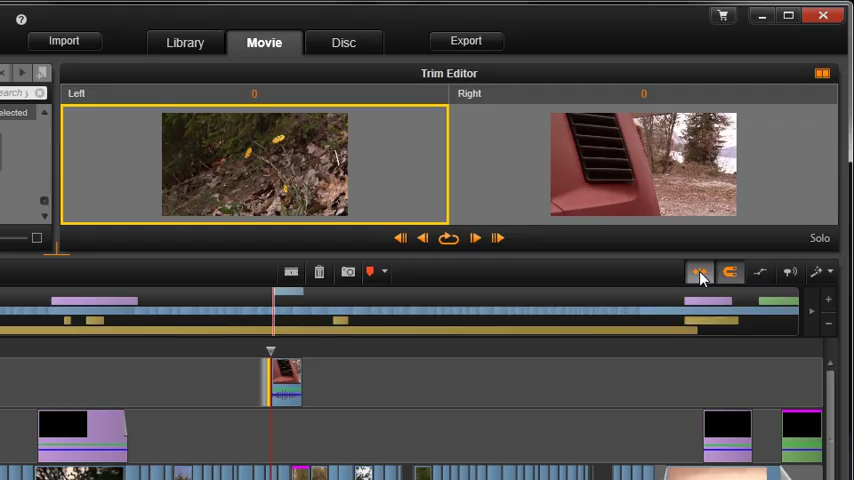 ?
Import
Library
Movie
Disc
Export
Trim Editor
Left
0
Right
0
Solo